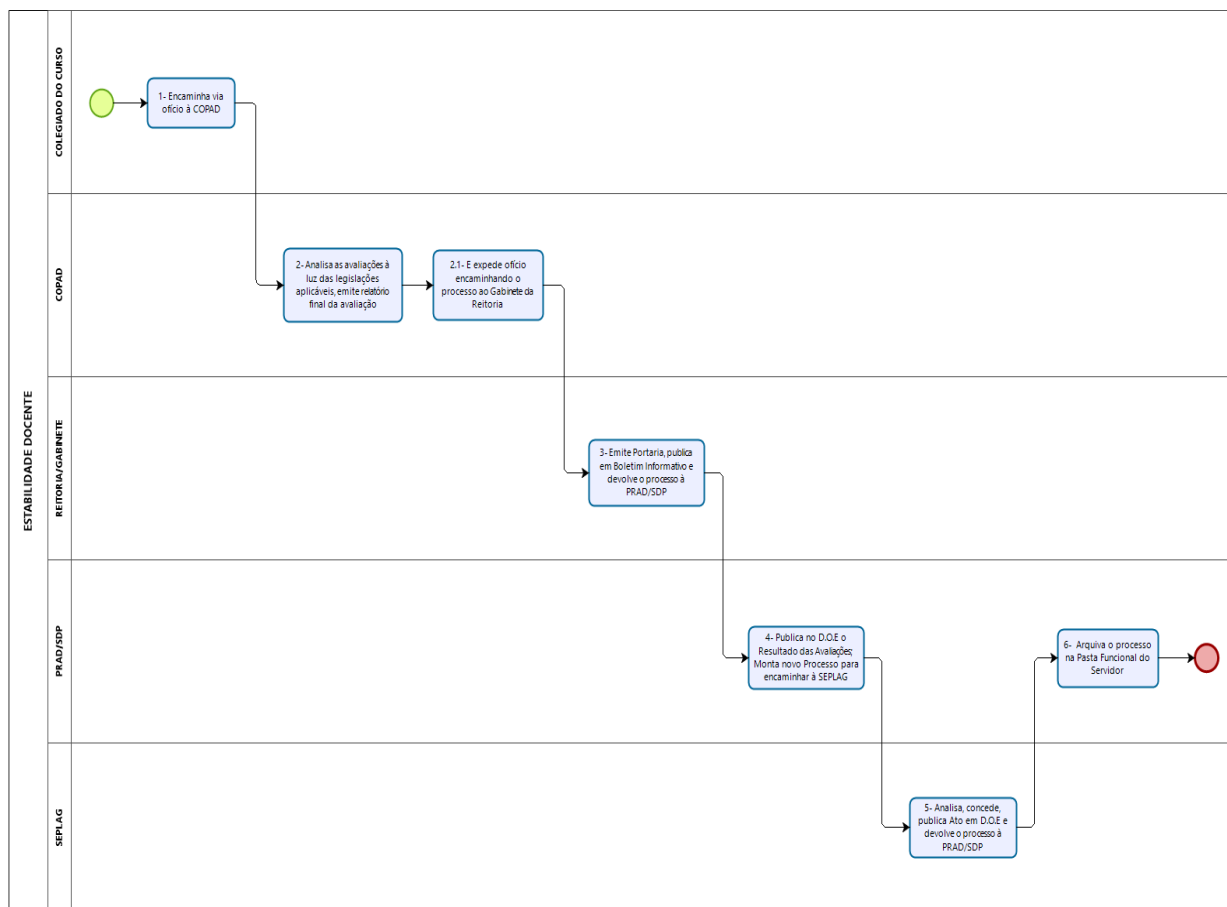 ESTABILIDADE DOCENTE
COLEGIADO DO CURSO
1- Encaminha via
ofício à COPAD
COPAD
2- Analisa as avaliações à
luz das legislações
aplicáveis, emite relatório
final da avaliação
2.1- E expede ofício
encaminhando o
processo ao Gabinete da
Reitoria
REITORIA/GABINETE
3- Emite Portaria, publica
em Boletim Informativo e
devolve o processo à
PRAD/SDP
PRAD/SDP
4- Publica no D.O.E o
Resultado das Avaliações;
Monta novo Processo para
encaminhar à SEPLAG
6- Arquiva o processo
na Pasta Funcional do
Servidor
SEPLAG
5- Analisa, concede,
publica Ato em D.O.E e
devolve o processo à
PRAD/SDP